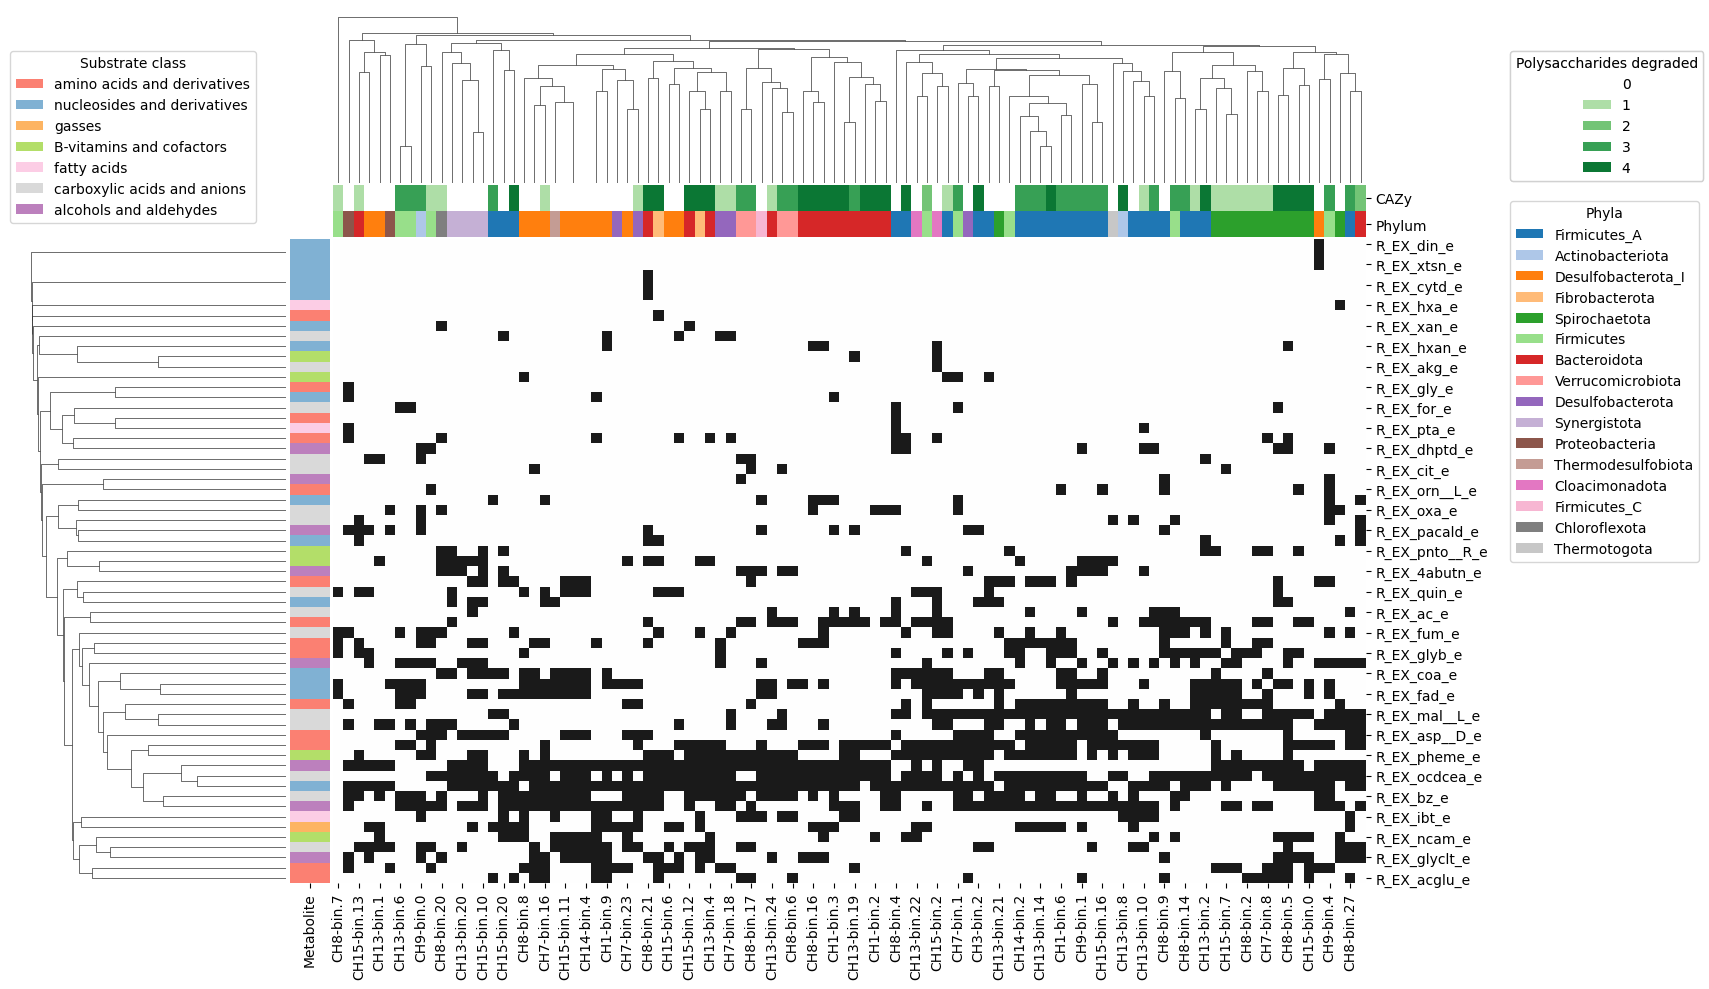 Substrate class
amino acids and derivatives
nucleosides and derivatives
gasses
B-vitamins and cofactors
fatty acids
carboxylic acids and anions
alcohols and aldehydes
Polysaccharides degraded
0
1
2
3
4
CAZy
Phylum
Phyla
Firmicutes_A
Actinobacteriota
Desulfobacterota_I
Fibrobacterota
Spirochaetota
Firmicutes
Bacteroidota
Verrucomicrobiota
Desulfobacterota
Synergistota
Proteobacteria
Thermodesulfobiota
Cloacimonadota
Firmicutes_C
Chloroflexota
Thermotogota
R_EX_din_e
R_EX_xtsn_e
R_EX_cytd_e
R_EX_hxa_e
R_EX_xan_e
R_EX_hxan_e
R_EX_akg_e
R_EX_gly_e
R_EX_for_e
R_EX_pta_e
R_EX_dhptd_e
R_EX_cit_e
R_EX_orn__L_e
R_EX_oxa_e
R_EX_pacald_e
R_EX_pnto__R_e
R_EX_4abutn_e
R_EX_quin_e
R_EX_ac_e
R_EX_fum_e
R_EX_glyb_e
R_EX_coa_e
R_EX_fad_e
R_EX_mal__L_e
R_EX_asp__D_e
R_EX_pheme_e
R_EX_ocdcea_e
R_EX_bz_e
R_EX_ibt_e
R_EX_ncam_e
R_EX_glyclt_e
R_EX_acglu_e
Metabolite
CH8-bin.7
CH15-bin.13
CH13-bin.1
CH13-bin.6
CH9-bin.0
CH8-bin.20
CH13-bin.20
CH15-bin.10
CH15-bin.20
CH8-bin.8
CH7-bin.16
CH15-bin.11
CH14-bin.4
CH1-bin.9
CH7-bin.23
CH8-bin.21
CH15-bin.6
CH15-bin.12
CH13-bin.4
CH7-bin.18
CH8-bin.17
CH13-bin.24
CH8-bin.6
CH8-bin.16
CH1-bin.3
CH13-bin.19
CH1-bin.2
CH8-bin.4
CH13-bin.22
CH15-bin.2
CH7-bin.1
CH3-bin.2
CH13-bin.21
CH14-bin.2
CH13-bin.14
CH1-bin.6
CH9-bin.1
CH15-bin.16
CH13-bin.8
CH13-bin.10
CH8-bin.9
CH8-bin.14
CH13-bin.2
CH15-bin.7
CH8-bin.2
CH7-bin.8
CH8-bin.5
CH15-bin.0
CH9-bin.4
CH8-bin.27